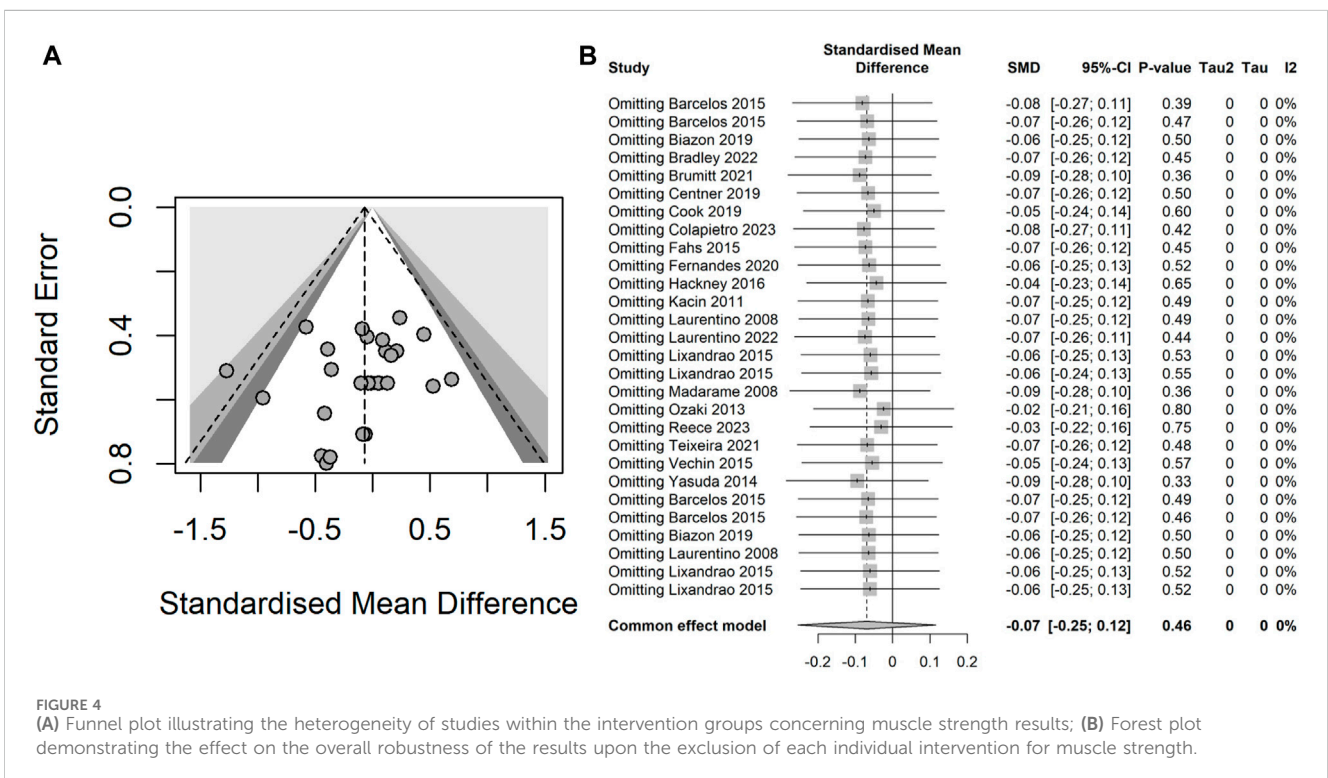 A
0.0
0.4
0.8
Standard Error
-1.5 -0.5 0.5 1.5
Standardised Mean Difference
B
Standardised Mean
Study Difference SMD 95%-CI P-value Tau2 Tau I2
Omitting Barcelos 2015 -0.08 [-0.27; 0.11] 0.39 0 0 0%
Omitting Barcelos 2015 -0.07 [-0.26; 0.12] 0.47 0 0 0%
Omitting Biazon 2019 -0.06 [-0.25; 0.12] 0.50 0 0 0%
Omitting Bradley 2022 -0.07 [-0.26; 0.12] 0.45 0 0 0%
Omitting Brumitt 2021 -0.09 [-0.28; 0.10] 0.36 0 0 0%
Omitting Centner 2019 -0.07 [-0.26; 0.12] 0.50 0 0 0%
Omitting Cook 2019 -0.05 [-0.24; 0.14] 0.60 0 0 0%
Omitting Colapietro 2023 -0.08 [-0.27; 0.11] 0.42 0 0 0%
Omitting Fahs 2015 -0.07 [-0.26; 0.12] 0.45 0 0 0%
Omitting Fernandes 2020 -0.06 [-0.25; 0.13] 0.52 0 0 0%
Omitting Hackney 2016 -0.04 [-0.23; 0.14] 0.65 0 0 0%
Omitting Kacin 2011 -0.07 [-0.25; 0.12] 0.49 0 0 0%
Omitting Laurentino 2008 -0.07 [-0.25; 0.12] 0.49 0 0 0%
Omitting Laurentino 2022 -0.07 [-0.26; 0.11] 0.44 0 0 0%
Omitting Lixandrao 2015 -0.06 [-0.25; 0.13] 0.53 0 0 0%
Omitting Lixandrao 2015 -0.06 [-0.24; 0.13] 0.55 0 0 0%
Omitting Madarame 2008 -0.09 [-0.28; 0.10] 0.36 0 0 0%
Omitting Ozaki 2013 -0.02 [-0.21; 0.16] 0.80 0 0 0%
Omitting Reece 2023 -0.03 [-0.22; 0.16] 0.75 0 0 0%
Omitting Teixeira 2021 -0.07 [-0.26; 0.12] 0.48 0 0 0%
Omitting Vechin 2015 -0.05 [-0.24; 0.13] 0.57 0 0 0%
Omitting Yasuda 2014 -0.09 [-0.28; 0.10] 0.33 0 0 0%
Omitting Barcelos 2015 -0.07 [-0.25; 0.12] 0.49 0 0 0%
Omitting Barcelos 2015 -0.07 [-0.26; 0.12] 0.46 0 0 0%
Omitting Biazon 2019 -0.06 [-0.25; 0.12] 0.50 0 0 0%
Omitting Laurentino 2008 -0.06 [-0.25; 0.12] 0.50 0 0 0%
Omitting Lixandrao 2015 -0.06 [-0.25; 0.13] 0.52 0 0 0%
Omitting Lixandrao 2015 -0.06 [-0.25; 0.13] 0.52 0 0 0%
Common effect model -0.07 [-0.25; 0.12] 0.46 0 0 0%
-0.2 -0.1 0 0.1 0.2
FIGURE 4
(A) Funnel plot illustrating the heterogeneity of studies within the intervention groups concerning muscle strength results; (B) Forest plot
demonstrating the effect on the overall robustness of the results upon the exclusion of each individual intervention for muscle strength.